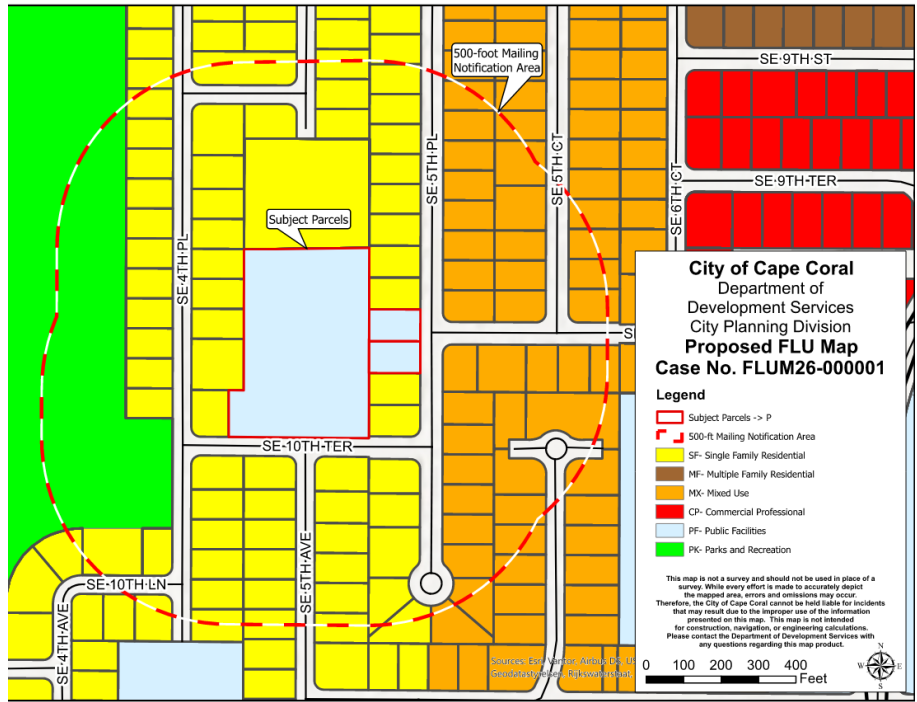 500-foot Mailing
Notification Area
SE 9TH ST
SE 5TH PL
SE 5TH CT
SE 6TH CT
SE 9TH TER
Subject Parcels
SE 4TH PL
SE 10TH TER
SE 5TH AVE
SE 10TH LN
SE 4TH AVE
City of Cape Coral
Department of
Development Services
City Planning Division
Proposed FLU Map
Case No. FLUM26-000001
Legend
Subject Parcels -> P
500-ft Mailing Notification Area
SF- Single Family Residential
MF- Multiple Family Residential
MX- Mixed Use
CP- Commercial Professional
PF- Public Facilities
PK- Parks and Recreation
This map is not a survey and should not be used in place of a
survey. While every effort is made to accurately depict
the mapped area, errors and omissions may occur.
Therefore, the City of Cape Coral cannot be held liable for incidents
that may result due to the improper use of the information
presented on this map. This map is not intended
for construction, navigation, or engineering calculations.
Please contact the Department of Development Services with
any questions regarding this map product.
0 100 200 300 400
Feet
N
W E
S
Sources: Esri, Vantor, Airbus DS, US
Geodatastyrelsen, Rijkswaterstaat,